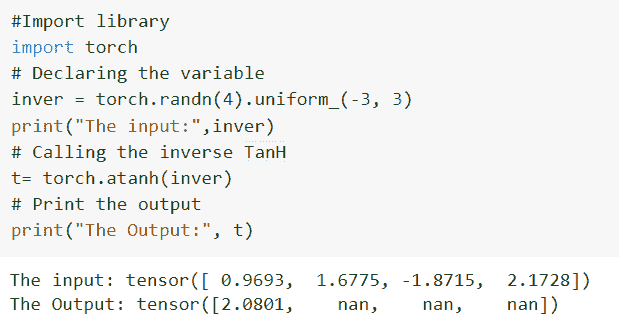 #Import library
import torch
# Declaring the variable
inver = torch.randn(4).uniform_(-3, 3)
print("The input:",inver)
# Calling the inverse TanH
t= torch.atanh(inver)
# Print the output
print("The Output:", t)
The input: tensor([ 0.9693,  1.6775, -1.8715,  2.1728])
The Output: tensor([2.0801,    nan,    nan,    nan])